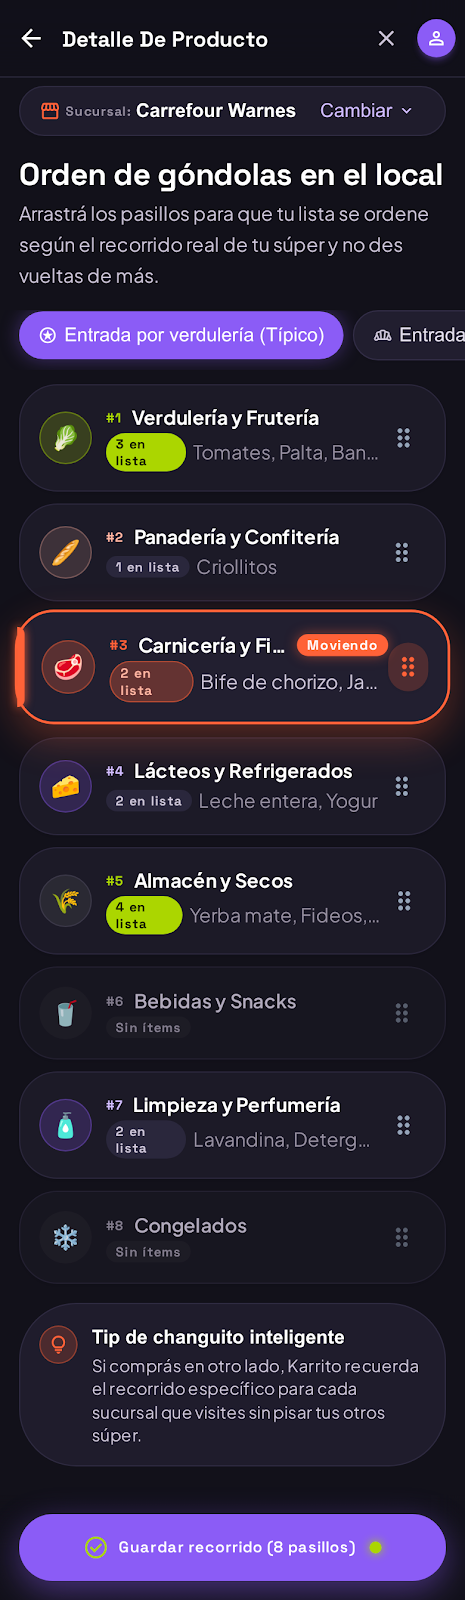 Detalle De Producto
Sucursal: Carrefour Warnes Cambiar
Orden de góndolas en el local
Arrastrá los pasillos para que tu lista se ordene
según el recorrido real de tu súper y no des
vueltas de más.
Entrada por verdulería (Típico) Entrada
#1 Verdulería y Frutería
3 en
lista
Tomates, Palta, Ban...
#2 Panadería y Confitería
1 en lista Criollitos
#3 Carnicería y Fi... Moviendo
2 en
lista
Bife de chorizo, Ja...
#4 Lácteos y Refrigerados
2 en lista Leche entera, Yogur
#5 Almacén y Secos
4 en
lista
Yerba mate, Fideos,...
#6 Bebidas y Snacks
Sin ítems
#7 Limpieza y Perfumería
2 en
lista
Lavandina, Deterg...
#8 Congelados
Sin ítems
Tip de changuito inteligente
Si comprás en otro lado, Karrito recuerda
el recorrido específico para cada
sucursal que visites sin pisar tus otros
súper.
Guardar recorrido (8 pasillos)